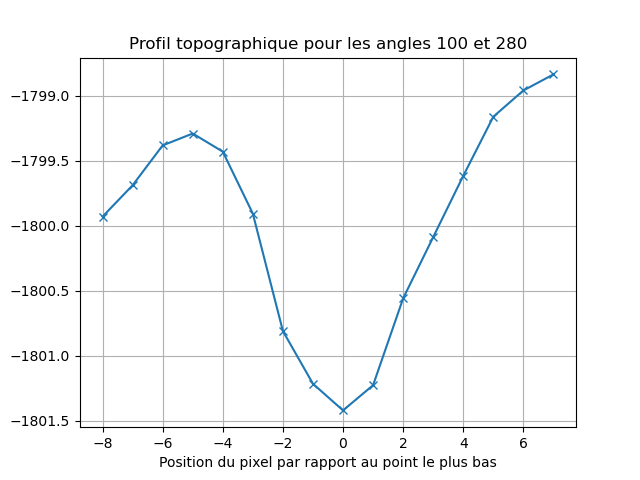 Profil topographique pour les angles 100 et 280
−1799.0
−1799.5
−1800.0
−1800.5
−1801.0
−1801.5
−8 −6 −4 −2 0 2 4 6
Position du pixel par rapport au point le plus bas